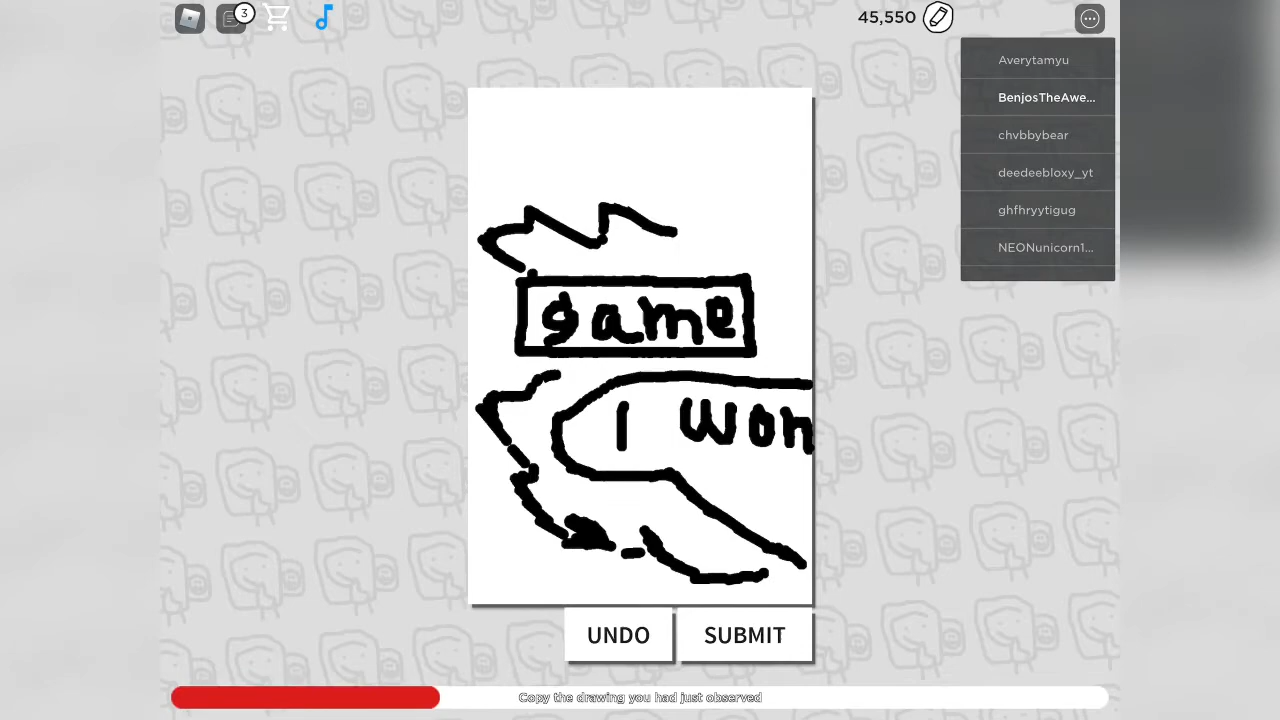 3
45,550
Averytamyu
BenjosTheAwe...
chvbbybear
deedeebloxy_yt
ghfhryytigug
NEONunicorn1...
game
I won
UNDO
SUBMIT
Copy the drawing you had just observed